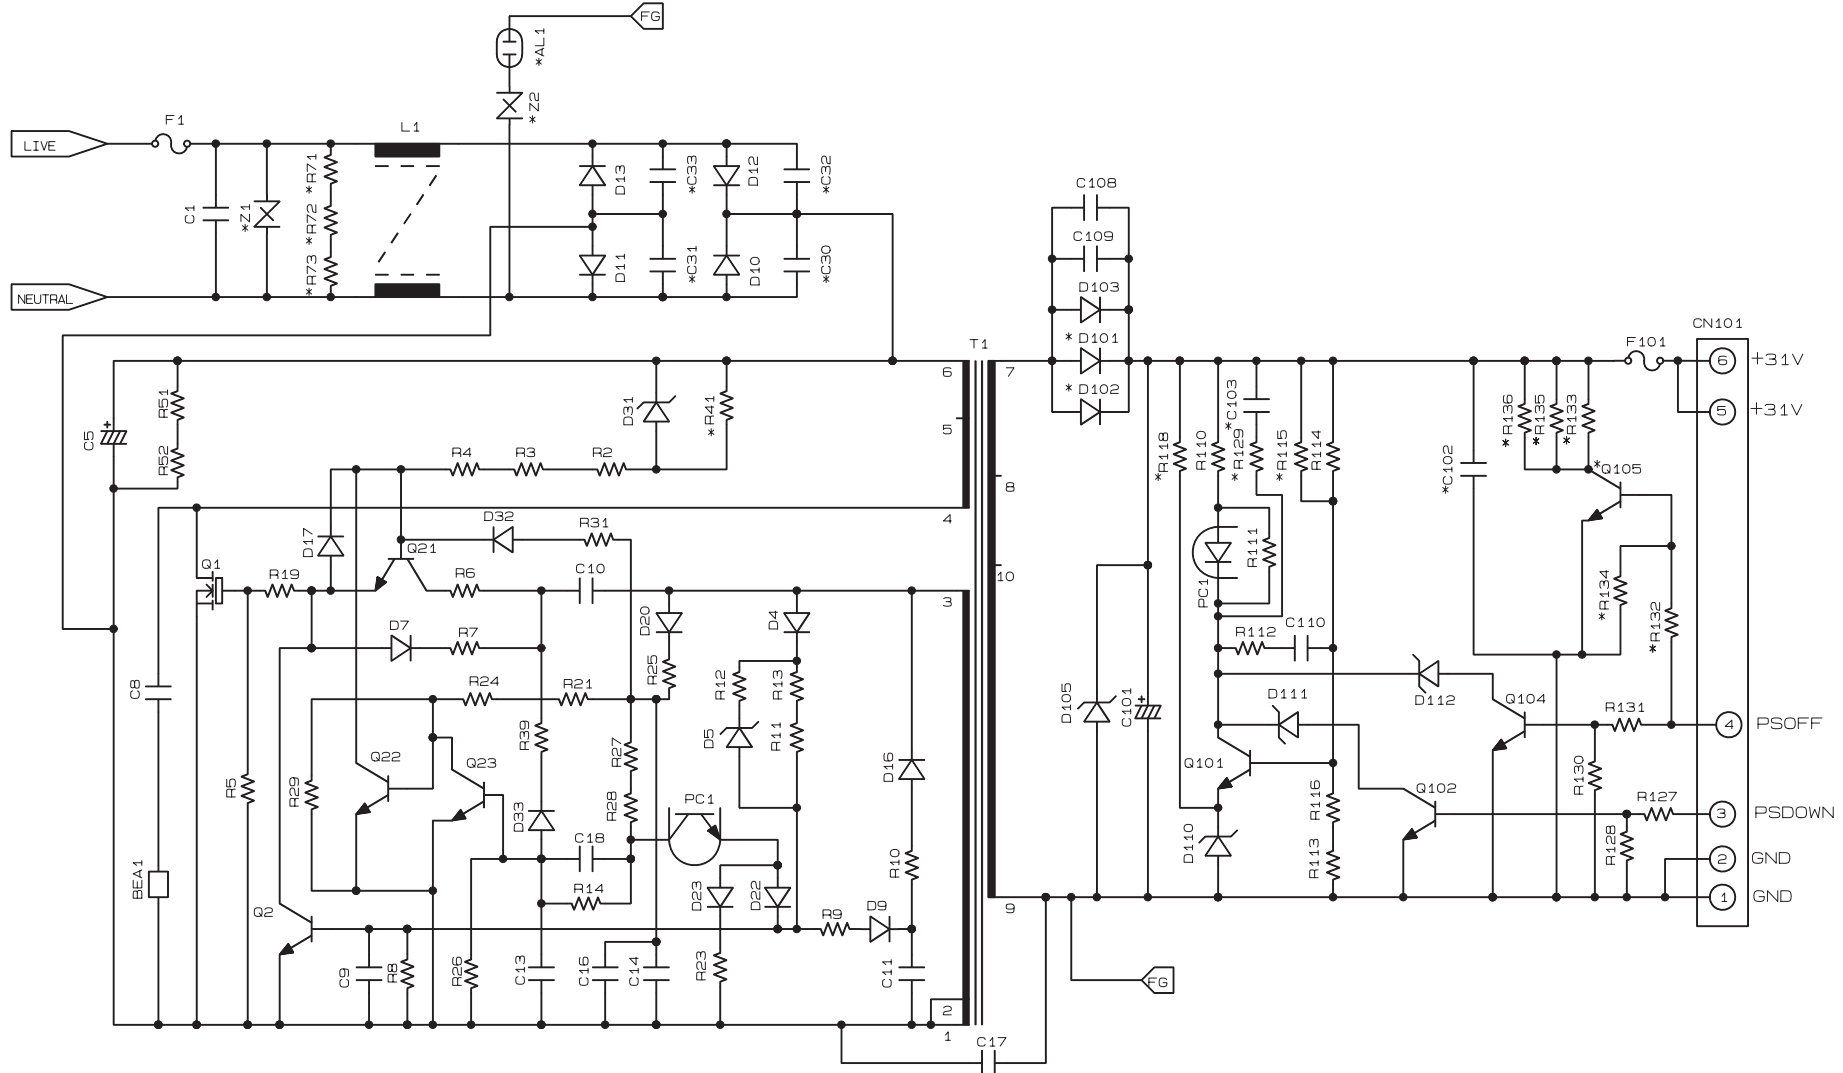 FG
*AL1
*Z2
F1
L1
LIVE
C1
*Z1
*R71
*R72
*R73
D13
*C33
D12
*C32
D11
*C31
D10
*C30
NEUTRAL
C108
C109
D103
* D101
* D102
T1
6
7
5
4
8
10
3
2
1
9
CN101
F101
6
+31V
5
+31V
C5
+
R51
R52
D31
*R41
R4
R3
R2
D17
D32
R31
Q21
Q1
R19
R6
C10
D7
R7
D20
D4
R24
R21
R25
R12
R13
C8
R5
R29
Q22
Q23
R39
R27
D5
R11
D16
R28
PC1
D33
C18
R14
R10
BEA1
Q2
D23
D22
R9
D9
C9
R8
R26
C13
C16
C14
R23
C11
C17
*R118
R110
*C103
*R129
*R115
R114
R111
PC1
R112
C110
D105
C101
+
D111
D112
Q101
D110
R116
R113
Q102
*C102
*R136
*R135
*R133
*Q105
*R134
*R132
Q104
R131
4
PSOFF
R130
R127
3
PSDOWN
R128
2
GND
1
GND
FG